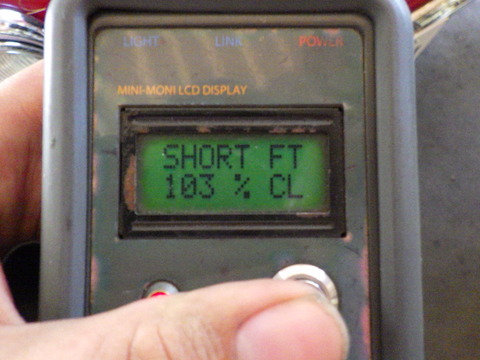 LIGHT LINK POWER
MINI-MONI LCD DISPLAY
SHORT FT
103 % CL